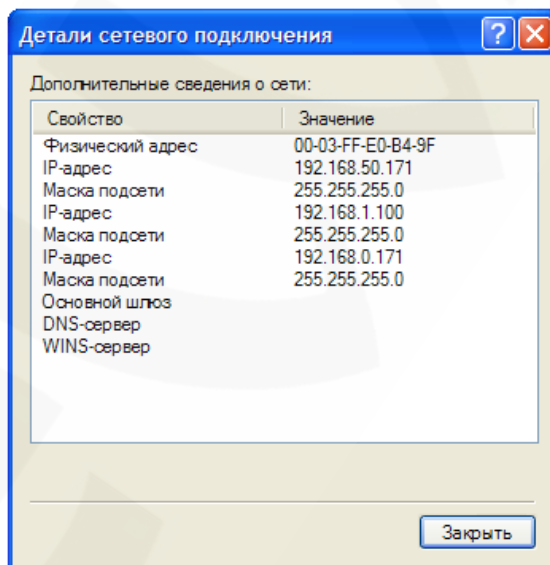 Детали сетевого подключения
Дополнительные сведения о сети:
Свойство Значение
Физический адрес 00-03-FF-E0-B4-9F
IP-адрес 192.168.50.171
Маска подсети 255.255.255.0
IP-адрес 192.168.1.100
Маска подсети 255.255.255.0
IP-адрес 192.168.0.171
Маска подсети 255.255.255.0
Основной шлюз
DNS-сервер
WINS-сервер
Закрыть